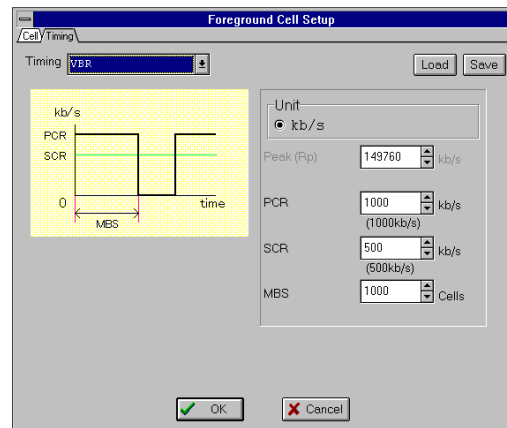 Foreground Cell Setup
Cell Timing
Timing VBR
Load Save
kb/s
PCR
SCR
0 time
MBS
Unit
kb/s
Peak (Rp) 149760 kb/s
PCR 1000 kb/s
(1000kb/s)
SCR 500 kb/s
(500kb/s)
MBS 1000 Cells
OK Cancel